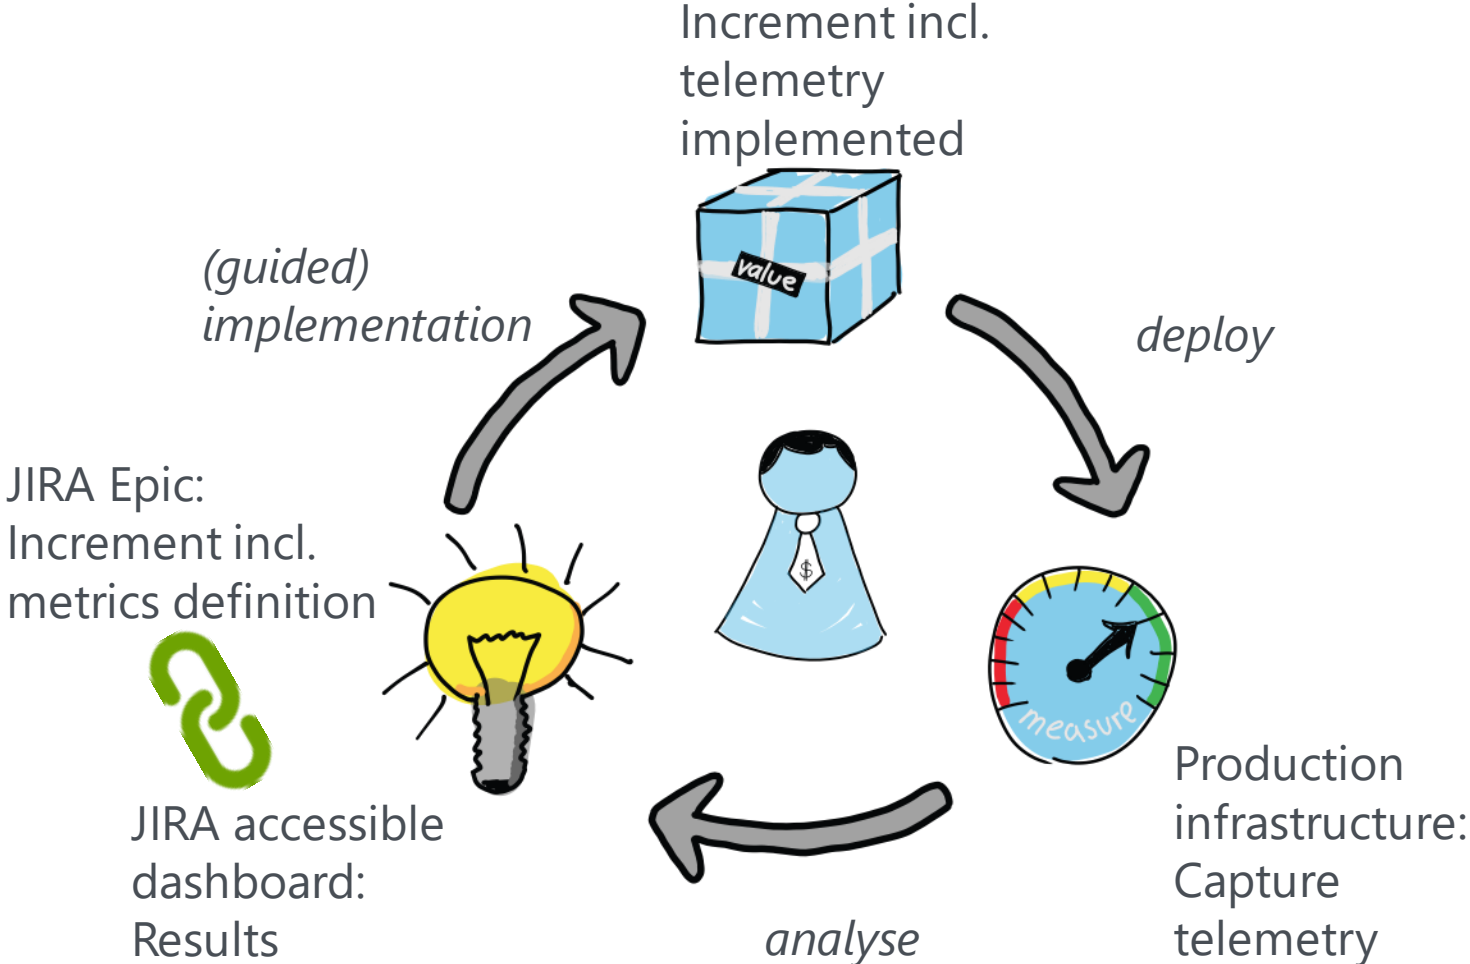 Increment incl.
telemetry
implemented
value
(guided)
implementation
deploy
JIRA Epic:
Increment incl.
metrics definition
$
measure
JIRA accessible
dashboard:
Results
Production
infrastructure:
Capture
telemetry
analyse